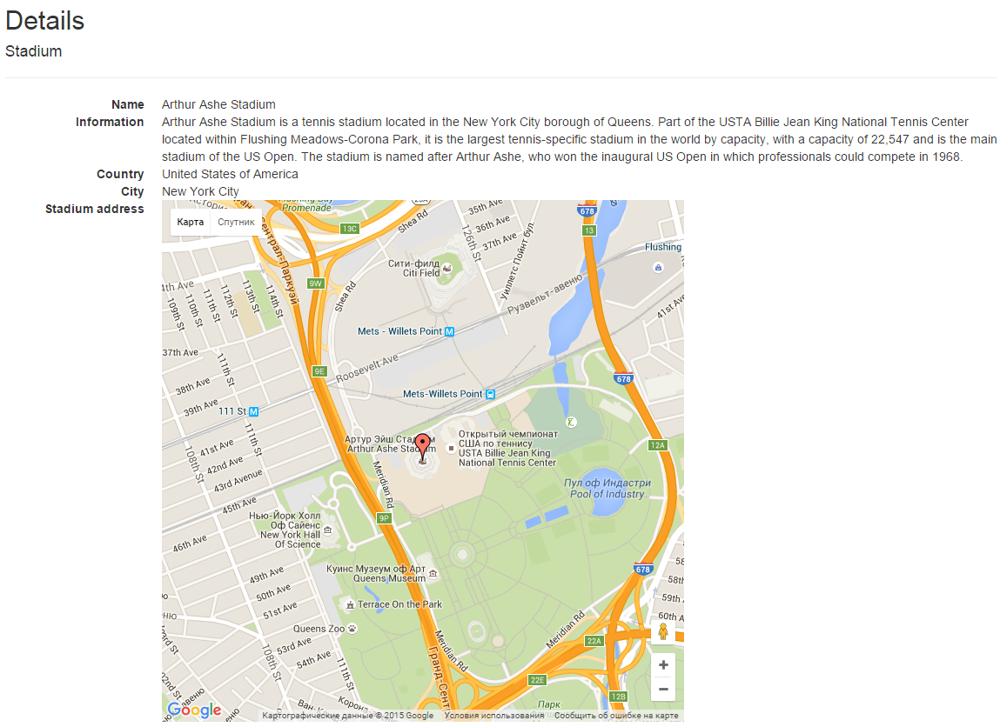 Details
Stadium
Name
Arthur Ashe Stadium
Information
Arthur Ashe Stadium is a tennis stadium located in the New York City borough of Queens. Part of the USTA Billie Jean King National Tennis Center
located within Flushing Meadows-Corona Park, it is the largest tennis-specific stadium in the world by capacity, with a capacity of 22,547 and is the main
stadium of the US Open. The stadium is named after Arthur Ashe, who won the inaugural US Open in which professionals could compete in 1968.
Country
United States of America
City
New York City
Stadium address
Promenade
35th Ave
678
Карта
Спутник
Shea Rd
36th Ave
13C
126th St
13
37th Ave
Flushing
Сити-филд
Citi Field
Уиллетс Пойнт бул.
4th Ave
9W
113th St
114th St
112th St
111th St
110th St
109th St
Shea Rd
Рузвельт-авеню
41st Ave
Mets - Willets Point
M
37th Ave
111th St
Roosevelt Ave
9E
678
38th Ave
39th Ave
111 St
M
Mets-Willets Point
111th St
Артур Эйш
Arthur Ashe
Открытый чемпионат
США по теннису
USTA Billie Jean King
National Tennis Center
12A
108th St
41st Ave
42nd Ave
43rd Avenue
Meridian Rd
Пул оф Индастри
Pool of Industry
45th Ave
9P
Нью-Йорк Холл
Оф Сайенс
New York Hall
Of Science
46th Ave
Куинс Музеум оф Арт
Queens Museum
678
49th Ave
50th Ave
51st Ave
Terrace On the Park
58th
59th
60th A
Queens Zoo
Meridian Rd
Meridian Rd
53rd Ave
54th Ave
108th St
111th St
22A
22E
12B
Парк
Google
Картографические данные © 2015 Google
Условия использования
Сообщить об ошибке на карте